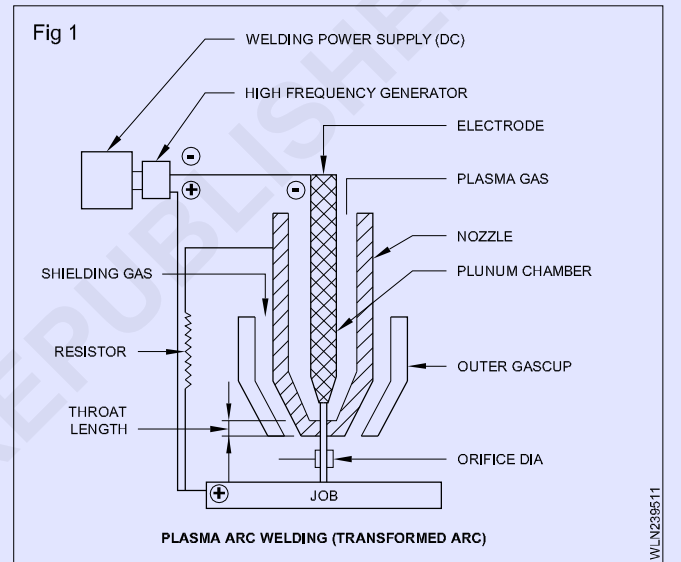 Fig 1
WELDING POWER SUPPLY (DC)
HIGH FREQUENCY GENERATOR
ELECTRODE
PLASMA GAS
NOZZLE
SHIELDING GAS
PLUNUM CHAMBER
RESISTOR
OUTER GASCUP
THROAT
LENGTH
ORIFICE DIA
JOB
PLASMA ARC WELDING (TRANSFORMED ARC)
WLN239511
REPUBLISHE